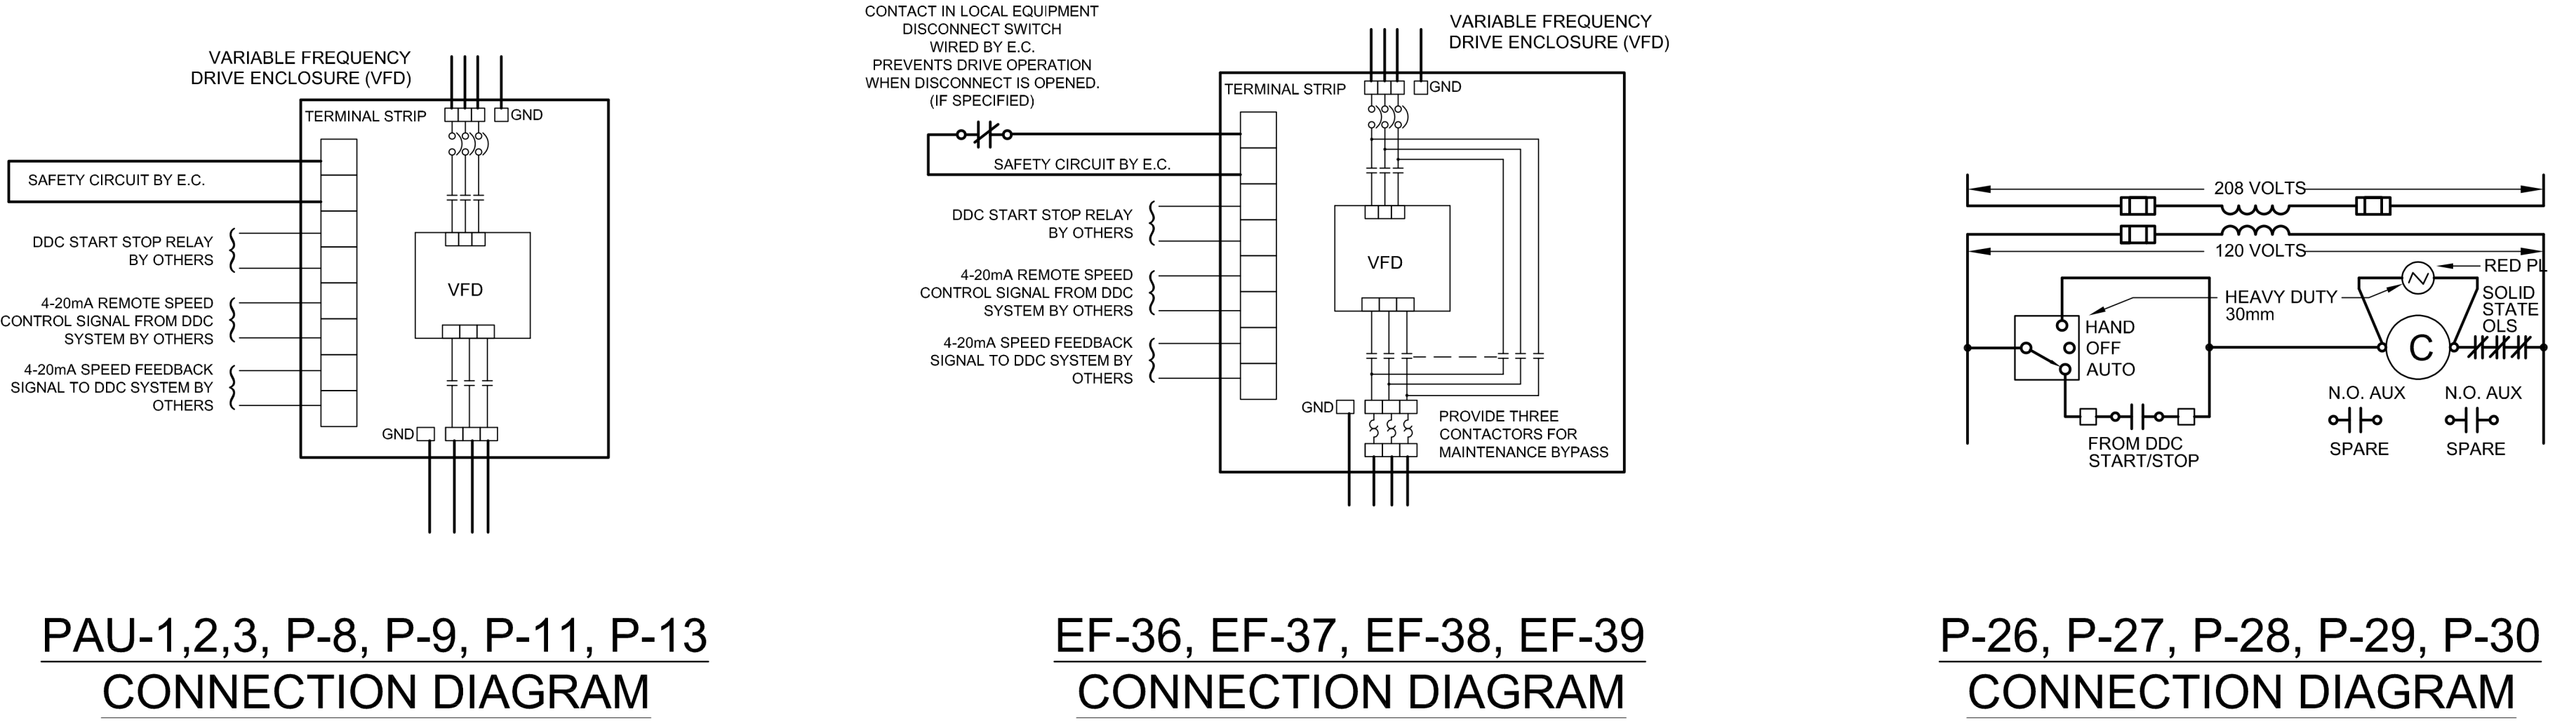 VARIABLE FREQUENCY
DRIVE ENCLOSURE (VFD)
TERMINAL STRIP
GND
SAFETY CIRCUIT BY E.C.
DDC START STOP RELAY
BY OTHERS
4-20mA REMOTE SPEED
CONTROL SIGNAL FROM DDC
SYSTEM BY OTHERS
4-20mA SPEED FEEDBACK
SIGNAL TO DDC SYSTEM BY
OTHERS
VFD
GND
PAU-1,2,3, P-8, P-9, P-11, P-13
CONNECTION DIAGRAM
CONTACT IN LOCAL EQUIPMENT
DISCONNECT SWITCH
WIRED BY E.C.
PREVENTS DRIVE OPERATION
WHEN DISCONNECT IS OPENED.
(IF SPECIFIED)
VARIABLE FREQUENCY
DRIVE ENCLOSURE (VFD)
TERMINAL STRIP
GND
SAFETY CIRCUIT BY E.C.
DDC START STOP RELAY
BY OTHERS
4-20mA REMOTE SPEED
CONTROL SIGNAL FROM DDC
SYSTEM BY OTHERS
4-20mA SPEED FEEDBACK
SIGNAL TO DDC SYSTEM BY
OTHERS
VFD
GND
PROVIDE THREE
CONTACTORS FOR
MAINTENANCE BYPASS
EF-36, EF-37, EF-38, EF-39
CONNECTION DIAGRAM
208 VOLTS
120 VOLTS
RED PL
HEAVY DUTY
30mm
SOLID
STATE
OLS
HAND
OFF
AUTO
C
N.O. AUX
SPARE
N.O. AUX
SPARE
FROM DDC
START/STOP
P-26, P-27, P-28, P-29, P-30
CONNECTION DIAGRAM